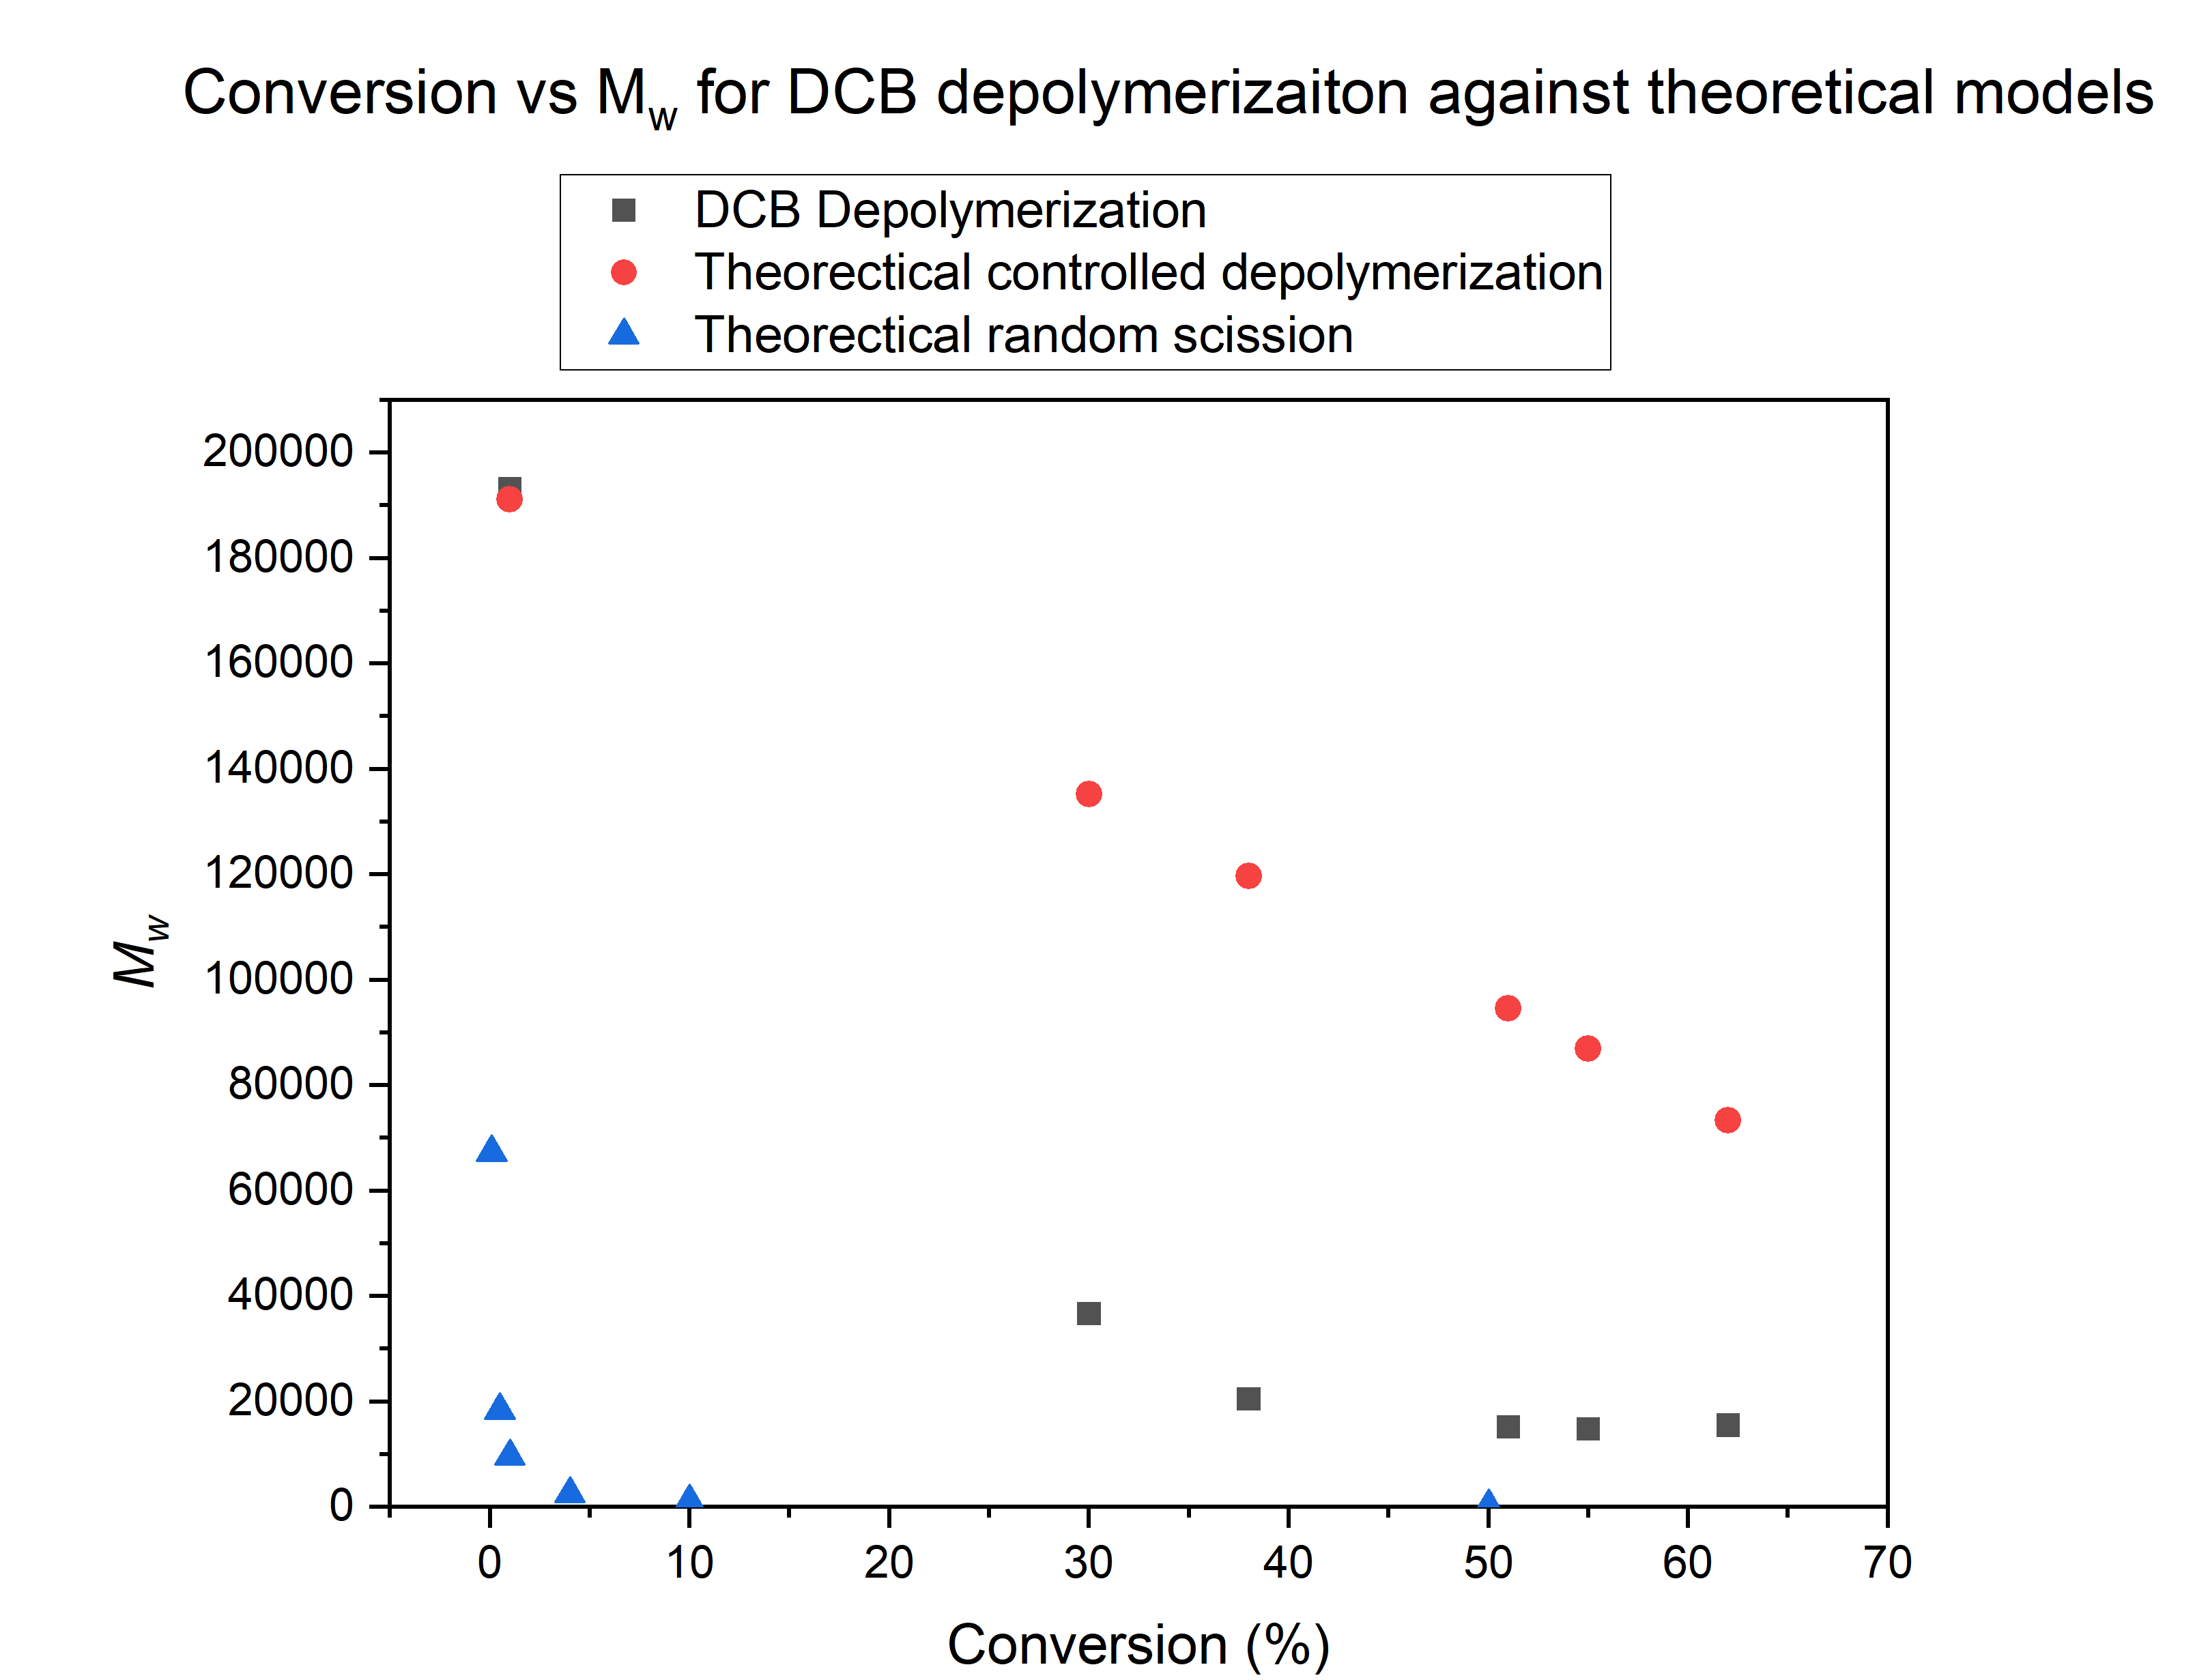 Conversion vs Mw for DCB depolymerizaiton against theoretical models
DCB Depolymerization
Theorectical controlled depolymerization
Theorectical random scission
200000
180000
160000
140000
120000
100000
80000
60000
40000
20000
0
Mw
0 10 20 30 40 50 60 70
Conversion (%)